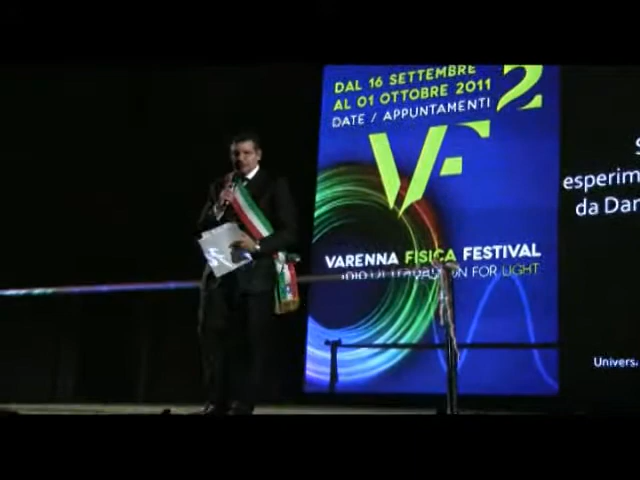 DAL 16 SETTEMBRE
AL 01 OTTOBRE 2011
DATE / APPUNTAMENTI
2
VF
VARENNA FISICA FESTIVAL
FOR LIGHT
S
esperim
da Dar
Univers